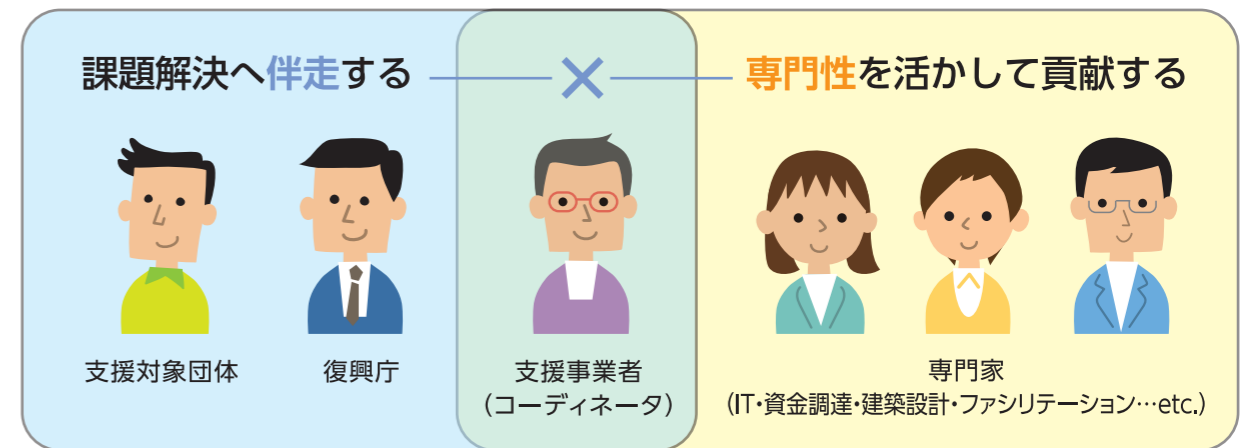 課題解決へ伴走する × 専門性を活かして貢献する
支援対象団体
復興庁
支援事業者
(コーディネータ)
専門家
(IT・資金調達・建築設計・ファシリテーション…etc.)